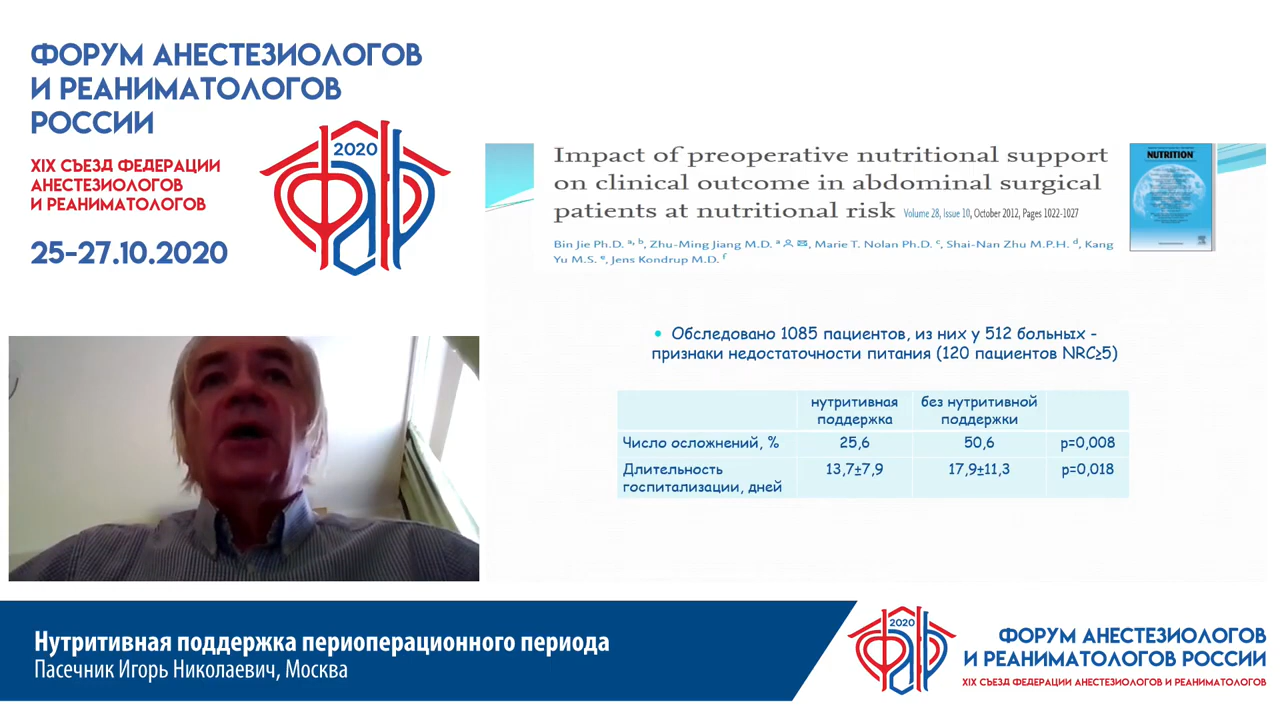 ФОРУМ АНЕСТЕЗИОЛОГОВ
И РЕАНИМАТОЛОГОВ
РОССИИ
XIX СЪЕЗД ФЕДЕРАЦИИ
АНЕСТЕЗИОЛОГОВ
И РЕАНИМАТОЛОГОВ
25-27.10.2020
2020
Impact of preoperative nutritional support
on clinical outcome in abdominal surgical
patients at nutritional risk Volume 28, Issue 10, October 2012, Pages 1022-1027
Bin Jie Ph.D. a, b, Zhu-Ming Jiang M.D. a, Marie T. Nolan Ph.D. c, Shai-Nan Zhu M.P.H. d, Kang
Yu M.S. e, Jens Kondrup M.D. f
NUTRITION
• Обследовано 1085 пациентов, из них у 512 больных -
признаки недостаточности питания (120 пациентов NRC≥5)
нутритивная поддержка
без нутритивной поддержки
Число осложнений, % 25,6 50,6 p=0,008
Длительность госпитализации, дней 13,7±7,9 17,9±11,3 p=0,018
Нутритивная поддержка периоперационного периода
Пасечник Игорь Николаевич, Москва
2020
ФОРУМ АНЕСТЕЗИОЛОГОВ
И РЕАНИМАТОЛОГОВ РОССИИ
XIX СЪЕЗД ФЕДЕРАЦИИ АНЕСТЕЗИОЛОГОВ И РЕАНИМАТОЛОГОВ